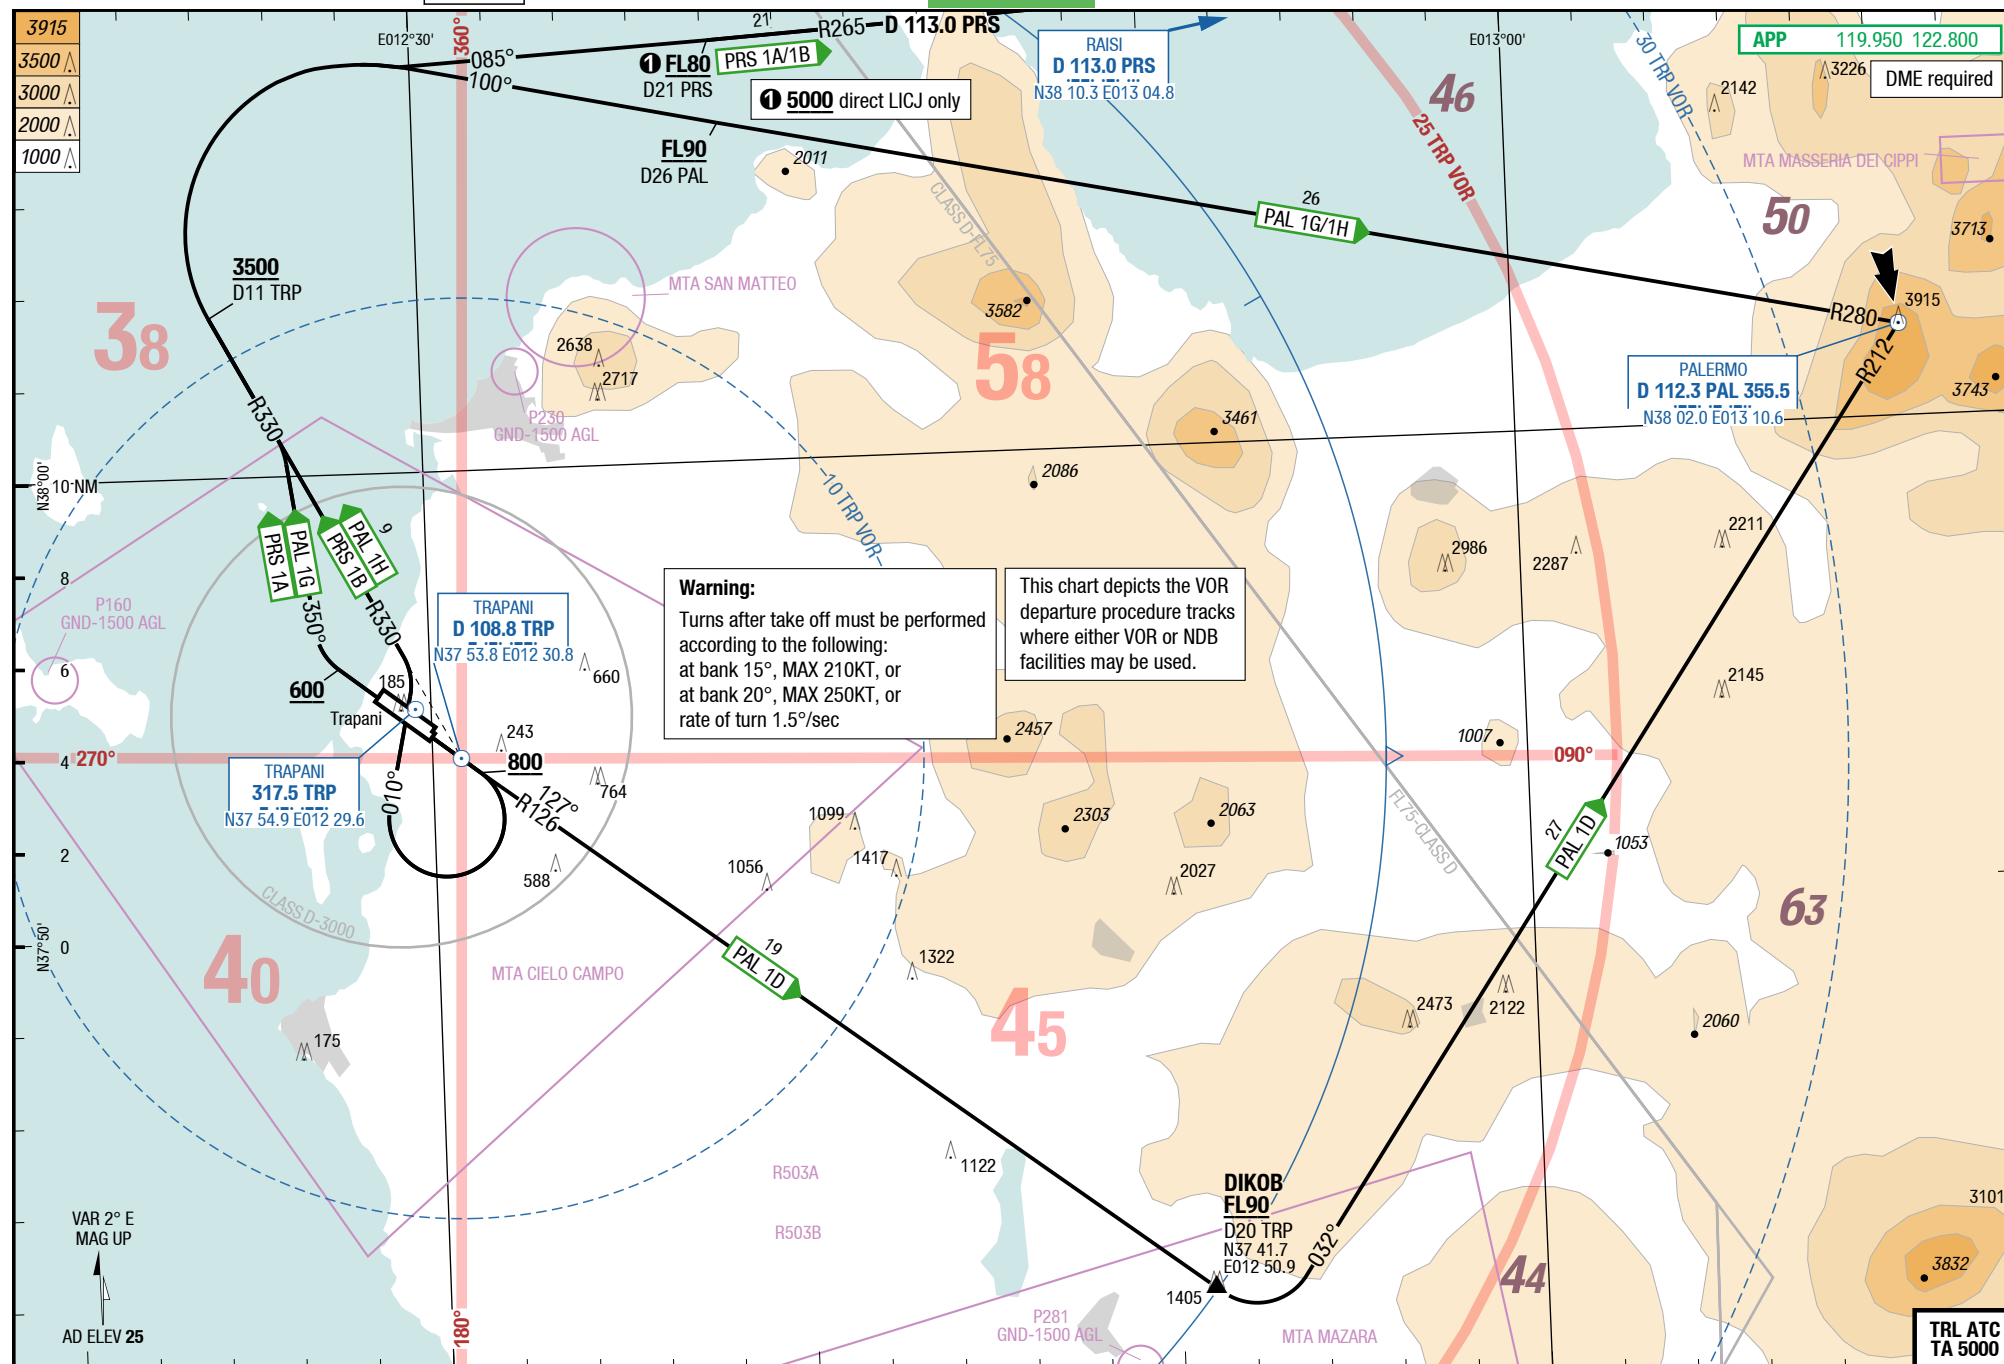 3915
3500
3000
2000
1000
E012°30'
360°
085°
100°
21
R265
D 113.0 PRS
1 FL80
D21 PRS
PRS 1A/1B
1 5000 direct LICJ only
FL90
D26 PAL
RAISI
D 113.0 PRS
N38 10.3 E013 04.8
E013°00'
30 TRP VOR
APP 119.950 122.800
DME required
46
2142
3226
25 TRP VOR
MTA MASSERIA DEI CIPPI
2011
CLASS D-FL75
26
PAL 1G/1H
50
3713
3500
D11 TRP
MTA SAN MATTEO
38
3582
58
3915
R280
R212
2638
2717
PALERMO
D 112.3 PAL 355.5
N38 02.0 E013 10.6
3743
R330
P230
GND-1500 AGL
3461
N38°00'
10 NM
2086
10 TRP VOR
PRS 1A
PAL 1G
PRS 1B
PAL 1H
9
2986
2287
2211
8
6
4
2
0
P160
GND-1500 AGL
350°
R330
TRAPANI
D 108.8 TRP
N37 53.8 E012 30.8
Warning:
Turns after take off must be performed
according to the following:
at bank 15°, MAX 210KT, or
at bank 20°, MAX 250KT, or
rate of turn 1.5°/sec
This chart depicts the VOR
departure procedure tracks
where either VOR or NDB
facilities may be used.
660
600
185
Trapani
2145
243
2457
1007
270°
800
090°
TRAPANI
317.5 TRP
N37 54.9 E012 29.6
010°
127°
R126
764
1099
2303
2063
FL75-CLASS D
27
PAL 1D
1053
588
1056
1417
2027
CLASS D-3000
63
N37°50'
40
MTA CIELO CAMPO
19
PAL 1D
1322
45
2473
2122
2060
175
1122
R503A
R503B
DIKOB
FL90
D20 TRP
N37 41.7
E012 50.9
032°
1405
44
3101
3832
VAR 2° E
MAG UP
AD ELEV 25
180°
P281
GND-1500 AGL
MTA MAZARA
TRL ATC
TA 5000